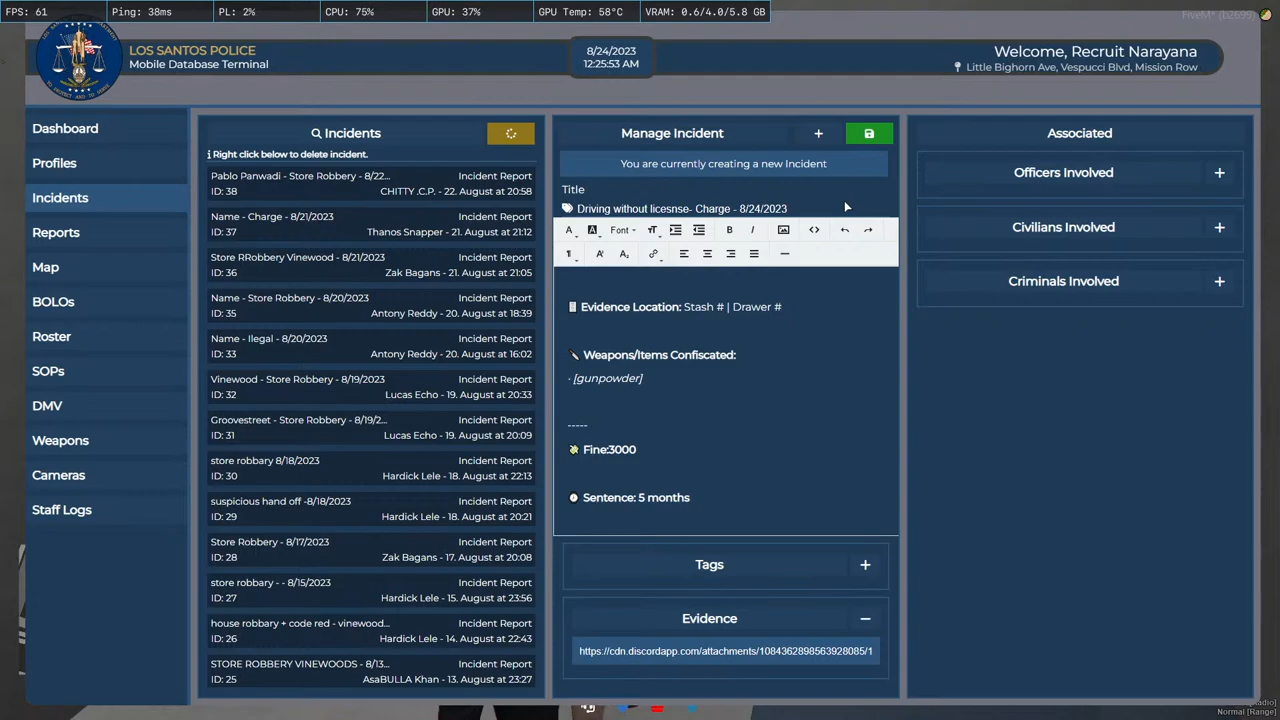 FPS: 61 Ping: 38ms PL: 2% CPU: 75% GPU: 37% GPU Temp: 58°C VRAM: 0.6/4.0/5.8 GB
FiveM* (b2699)
LOS SANTOS POLICE
Mobile Database Terminal
8/24/2023
12:25:53 AM
Welcome, Recruit Narayana
Little Bighorn Ave, Vespucci Blvd, Mission Row
Dashboard
Profiles
Incidents
Reports
Map
BOLOs
Roster
SOPs
DMV
Weapons
Cameras
Staff Logs
Incidents
Right click below to delete incident.
Pablo Panwadi - Store Robbery - 8/22... Incident Report
ID: 38 CHITTY .C.P. - 22. August at 20:58
Name - Charge - 8/21/2023 Incident Report
ID: 37 Thanos Snapper - 21. August at 21:12
Store RRobbery Vinewood - 8/21/2023 Incident Report
ID: 36 Zak Bagans - 21. August at 21:05
Name - Store Robbery - 8/20/2023 Incident Report
ID: 35 Antony Reddy - 20. August at 18:39
Name - Ilegal - 8/20/2023 Incident Report
ID: 33 Antony Reddy - 20. August at 16:02
Vinewood - Store Robbery - 8/19/2023 Incident Report
ID: 32 Lucas Echo - 19. August at 20:33
Groovestreet - Store Robbery - 8/19/2... Incident Report
ID: 31 Lucas Echo - 19. August at 20:09
store robbary 8/18/2023 Incident Report
ID: 30 Hardick Lele - 18. August at 22:13
suspicious hand off -8/18/2023 Incident Report
ID: 29 Hardick Lele - 18. August at 20:21
Store Robbery - 8/17/2023 Incident Report
ID: 28 Zak Bagans - 17. August at 20:08
store robbary - - 8/15/2023 Incident Report
ID: 27 Hardick Lele - 15. August at 23:56
house robbary + code red - vinewood... Incident Report
ID: 26 Hardick Lele - 14. August at 22:43
STORE ROBBERY VINEWOODS - 8/13... Incident Report
ID: 25 AsaBULLA Khan - 13. August at 23:27
Manage Incident +
You are currently creating a new Incident
Title
Driving without licesnse- Charge - 8/24/2023
Font
Evidence Location: Stash # | Drawer #
Weapons/Items Confiscated:
· [gunpowder]
-----
Fine:3000
Sentence: 5 months
Tags +
Evidence −
https://cdn.discordapp.com/attachments/1084362898563928085/1
Associated
Officers Involved +
Civilians Involved +
Criminals Involved +
Normal [Range]